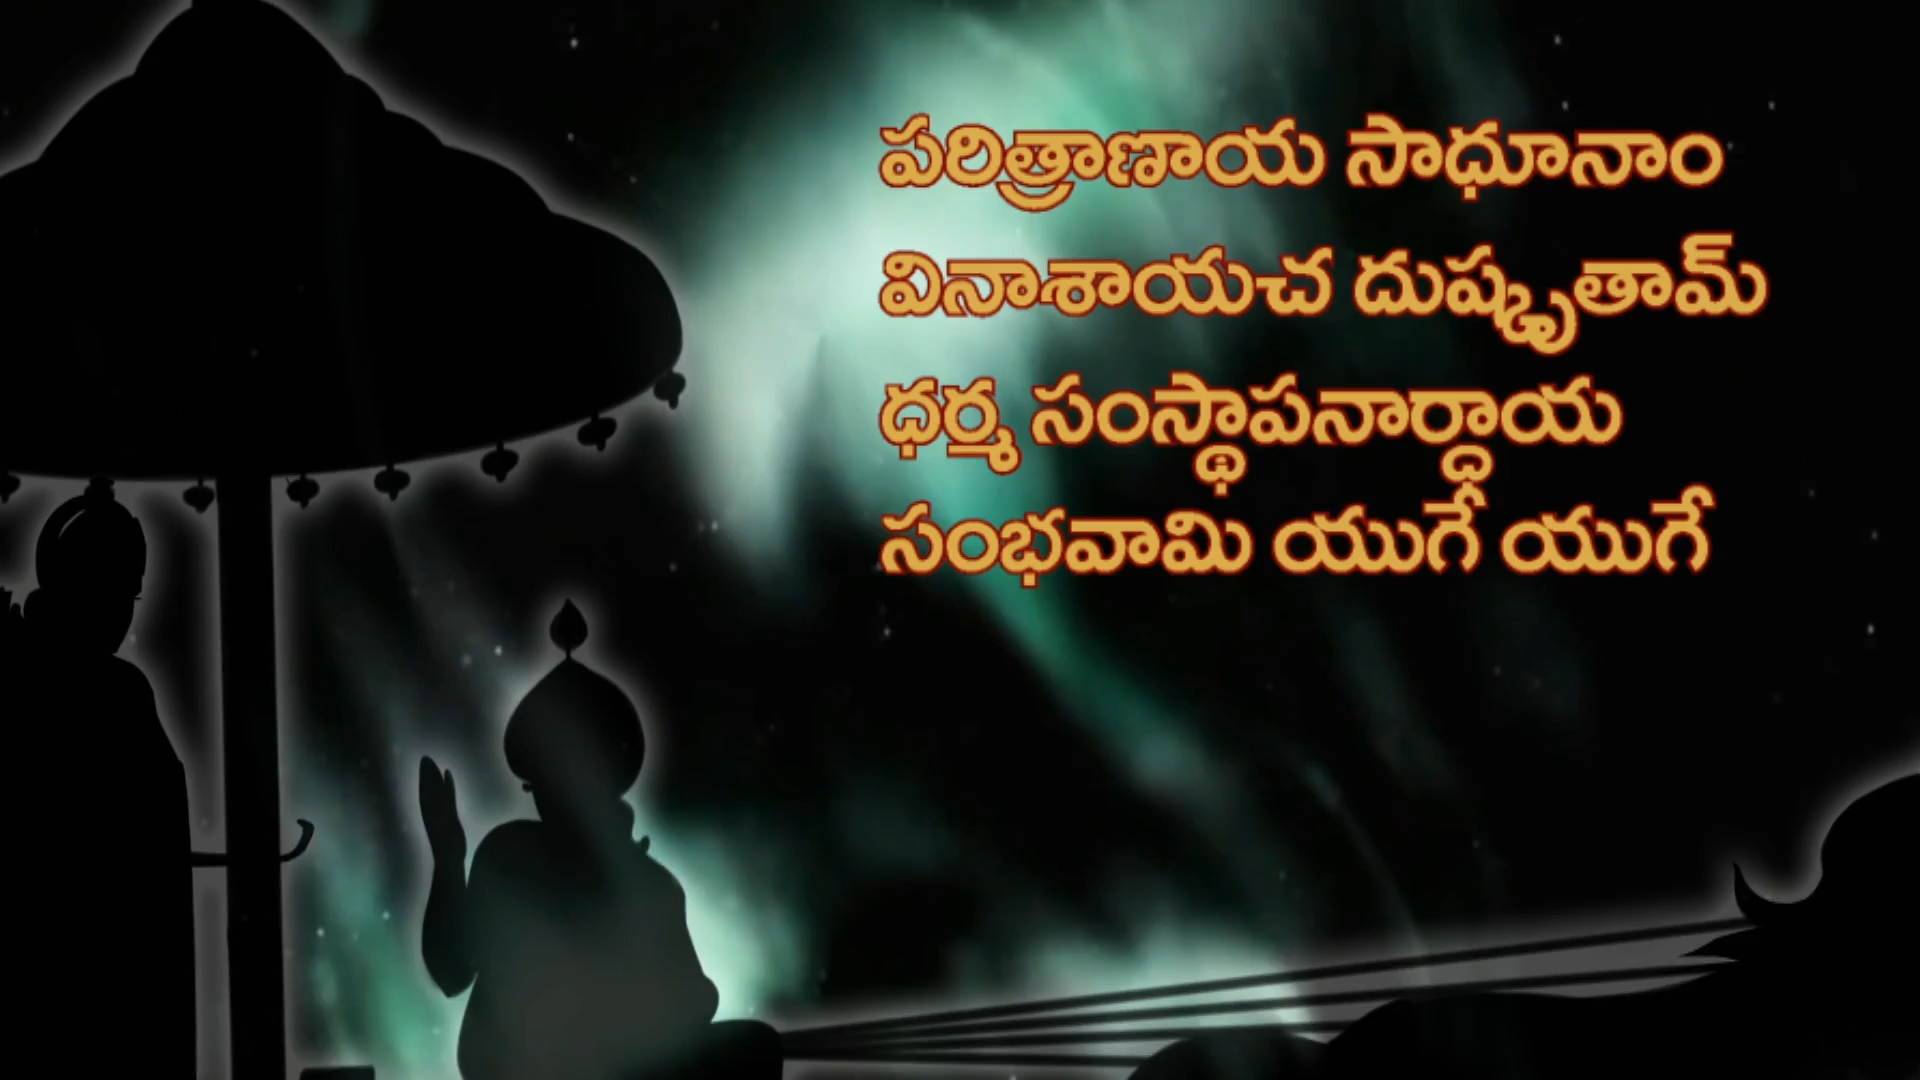 పరిత్రాణాయ సాధూనాం
వినాశాయచ దుష్కృతామ్
ధర్మ సంస్థాపనార్ధాయ
సంభవామి యుగే యుగే